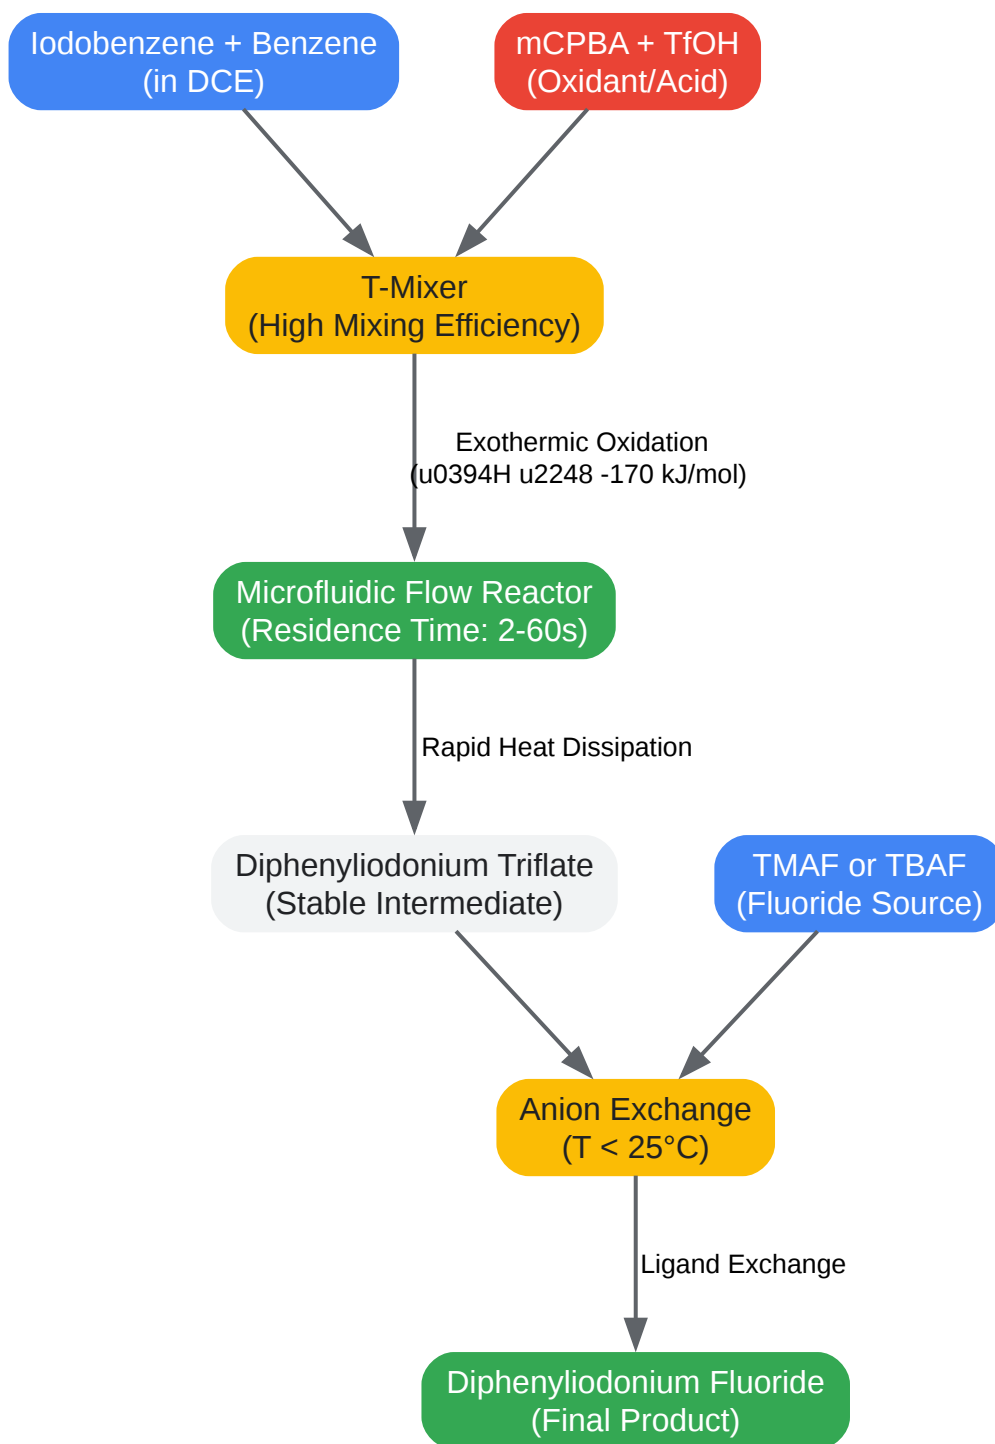 Iodobenzene + Benzene
(in DCE)
mCPBA + TfOH
(Oxidant/Acid)
T-Mixer
(High Mixing Efficiency)
Exothermic Oxidation
(u0394H u2248 -170 kJ/mol)
Microfluidic Flow Reactor
(Residence Time: 2-60s)
Rapid Heat Dissipation
Diphenyliodonium Triflate
(Stable Intermediate)
TMAF or TBAF
(Fluoride Source)
Anion Exchange
(T < 25°C)
Ligand Exchange
Diphenyliodonium Fluoride
(Final Product)